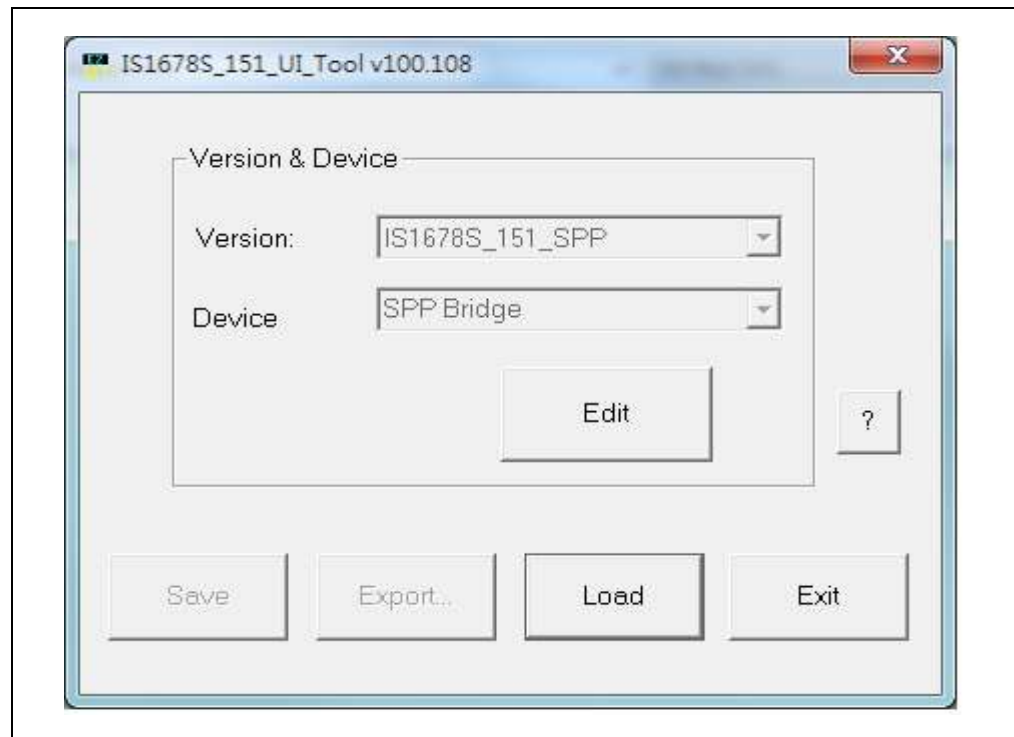 IS1678S_151_UI_Tool v100.108
Version & Device
Version: IS1678S_151_SPP
Device SPP Bridge
Edit
?
Save Export... Load Exit